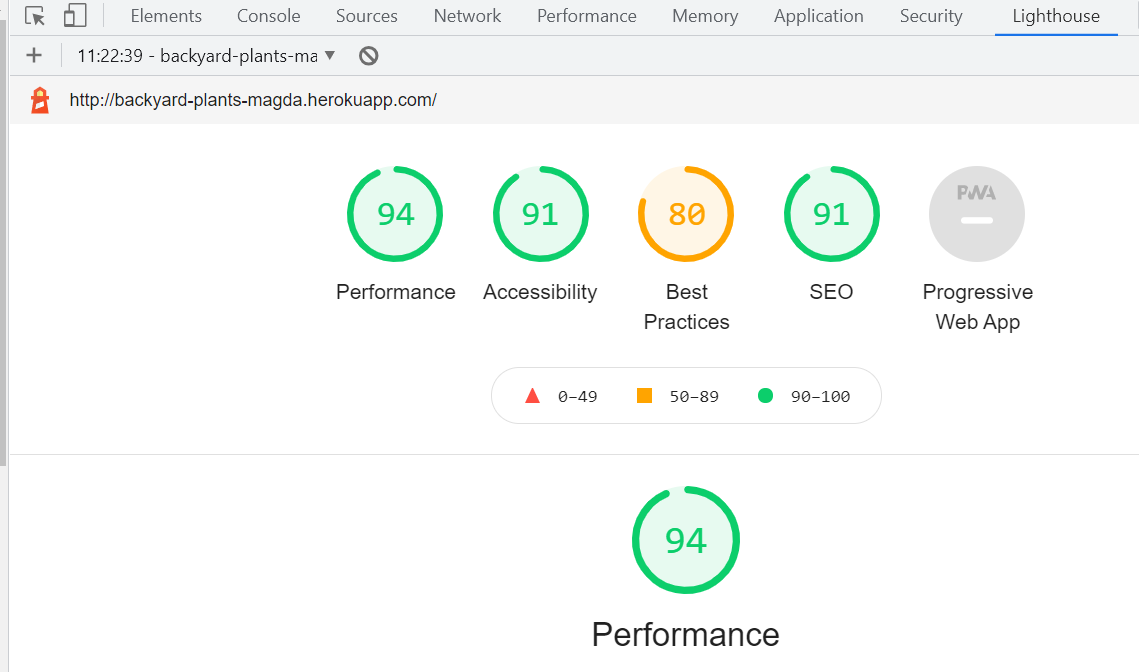 Elements Console Sources Network Performance Memory Application Security Lighthouse
+ 11:22:39 - backyard-plants-ma ▼
http://backyard-plants-magda.herokuapp.com/
94 91 80 91 PWA
Performance Accessibility Best Practices SEO Progressive Web App
0–49 50–89 90–100
94
Performance